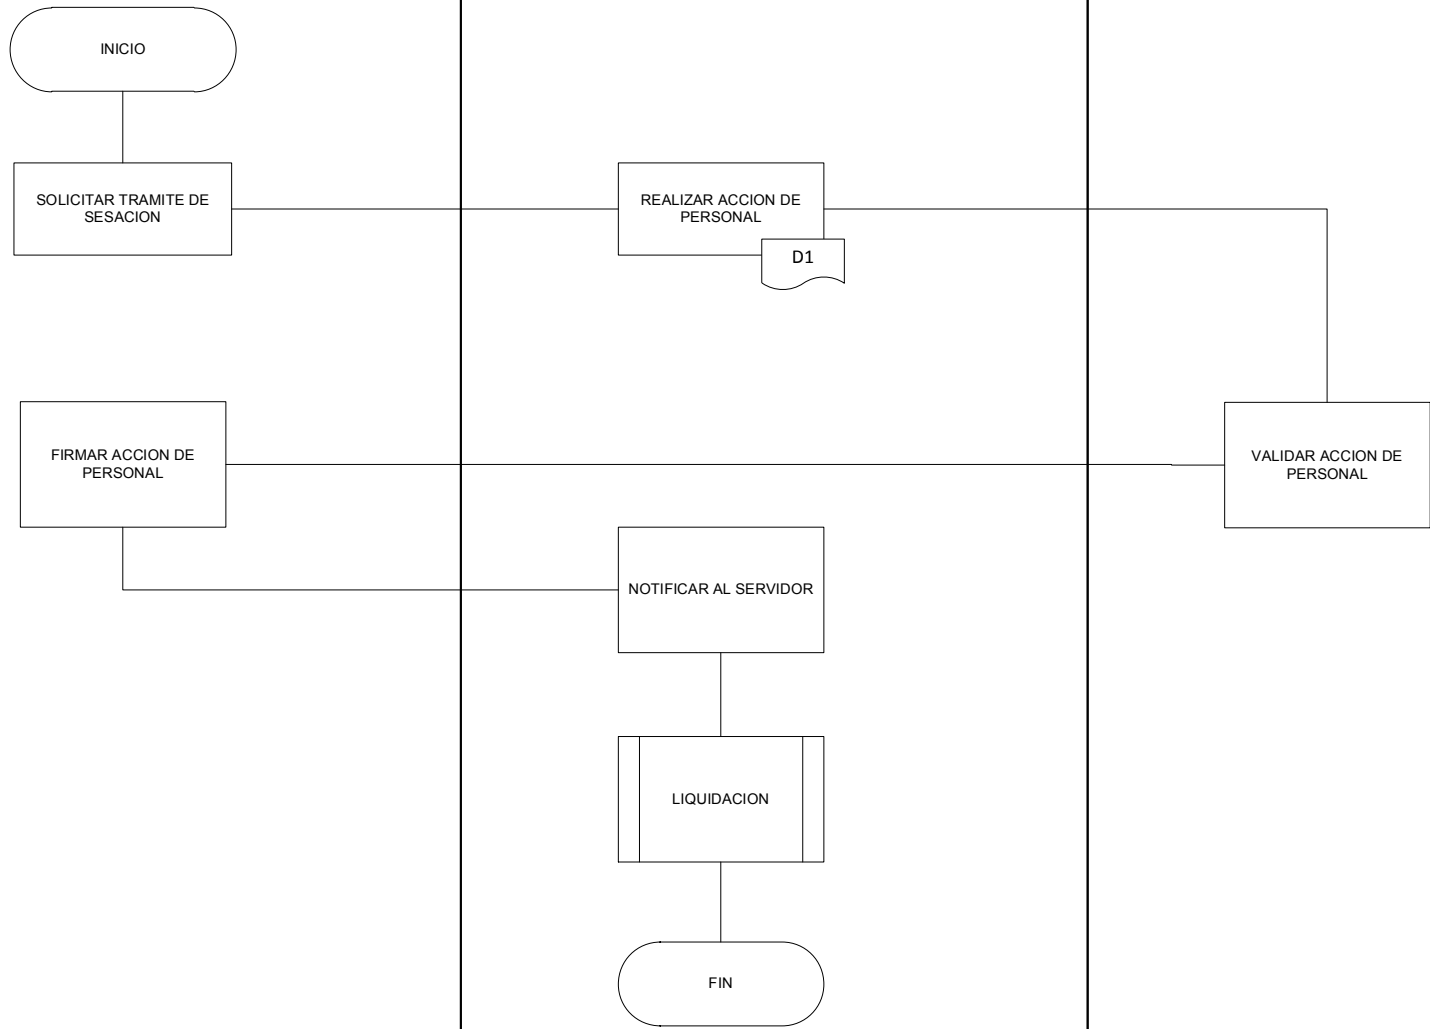 INICIO
SOLICITAR TRAMITE DE
SESACION
REALIZAR ACCION DE
PERSONAL
D1
FIRMAR ACCION DE
PERSONAL
VALIDAR ACCION DE
PERSONAL
NOTIFICAR AL SERVIDOR
LIQUIDACION
FIN